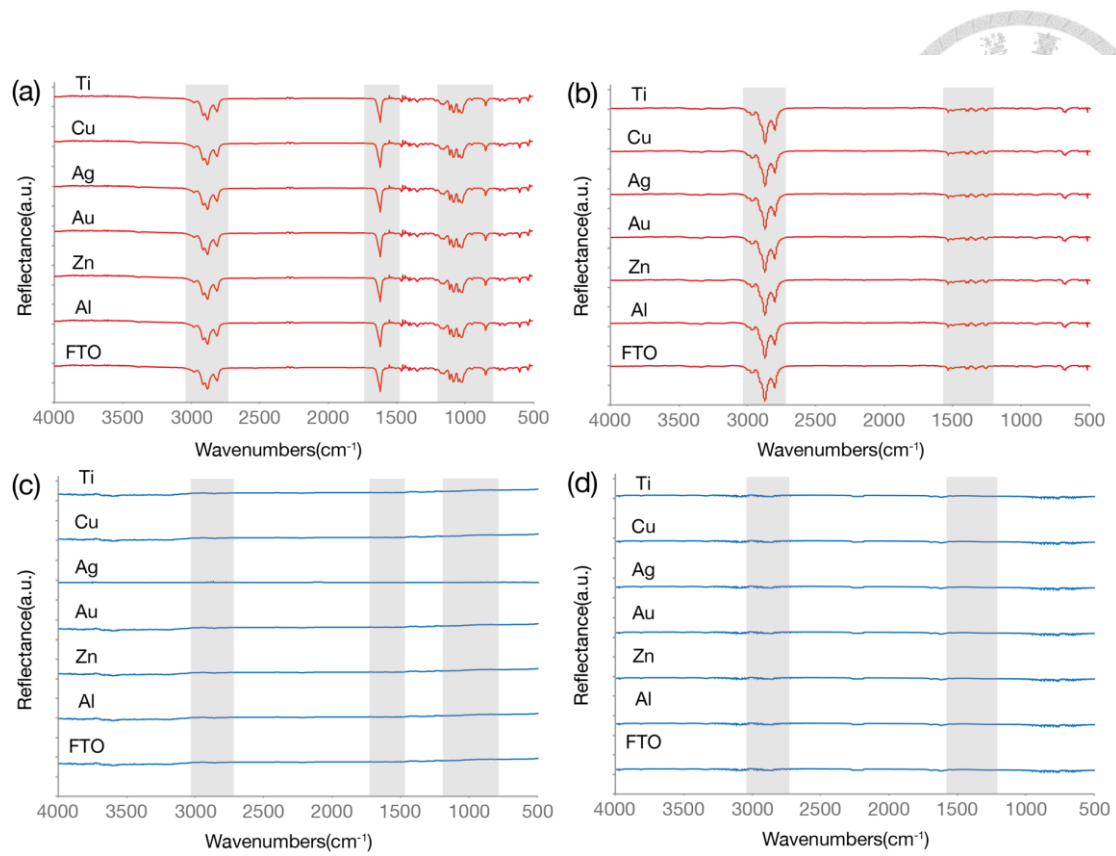 (a)
Ti
Cu
Ag
Au
Zn
Al
FTO
Reflectance(a.u.)
4000 3500 3000 2500 2000 1500 1000 500
Wavenumbers(cm⁻¹)
(b)
Ti
Cu
Ag
Au
Zn
Al
FTO
Reflectance(a.u.)
4000 3500 3000 2500 2000 1500 1000 500
Wavenumbers(cm⁻¹)
(c)
Ti
Cu
Ag
Au
Zn
Al
FTO
Reflectance(a.u.)
4000 3500 3000 2500 2000 1500 1000 500
Wavenumbers(cm⁻¹)
(d)
Ti
Cu
Ag
Au
Zn
Al
FTO
Reflectance(a.u.)
4000 3500 3000 2500 2000 1500 1000 500
Wavenumbers(cm⁻¹)